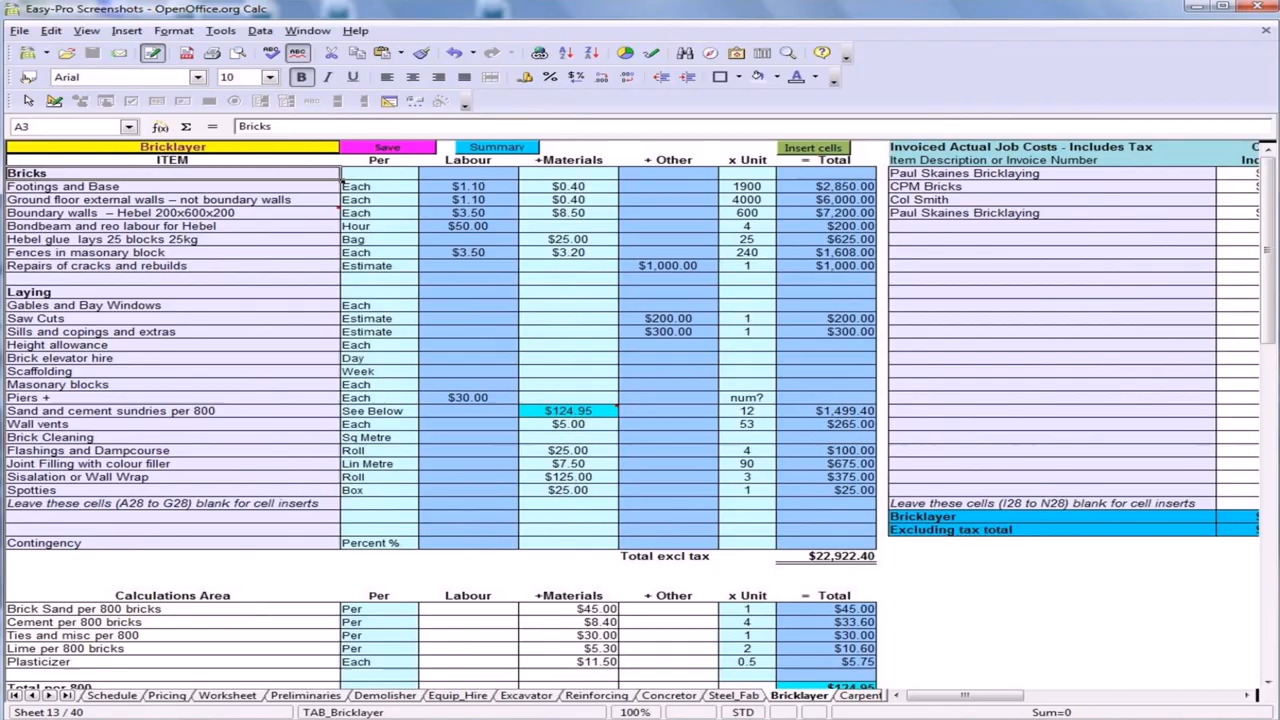 Easy-Pro Screenshots - OpenOffice.org Calc
File Edit View Insert Format Tools Data Window Help
Arial 10
A3 Bricks
Bricklayer Save Summary Insert cells Invoiced Actual Job Costs - Includes Tax
ITEM Per Labour +Materials + Other x Unit = Total Item Description or Invoice Number
Bricks Paul Skaines Bricklaying
Footings and Base Each $1.10 $0.40 1900 $2,850.00 CPM Bricks
Ground floor external walls – not boundary walls Each $1.10 $0.40 4000 $6,000.00 Col Smith
Boundary walls – Hebel 200x600x200 Each $3.50 $8.50 600 $7,200.00 Paul Skaines Bricklaying
Bondbeam and reo labour for Hebel Hour $50.00 4 $200.00
Hebel glue lays 25 blocks 25kg Bag $25.00 25 $625.00
Fences in masonary block Each $3.50 $3.20 240 $1,608.00
Repairs of cracks and rebuilds Estimate $1,000.00 1 $1,000.00
Laying
Gables and Bay Windows Each
Saw Cuts Estimate $200.00 1 $200.00
Sills and copings and extras Estimate $300.00 1 $300.00
Height allowance Each
Brick elevator hire Day
Scaffolding Week
Masonary blocks Each
Piers + Each $30.00 num?
Sand and cement sundries per 800 See Below $124.95 12 $1,499.40
Wall vents Each $5.00 53 $265.00
Brick Cleaning Sq Metre
Flashings and Dampcourse Roll $25.00 4 $100.00
Joint Filling with colour filler Lin Metre $7.50 90 $675.00
Sisalation or Wall Wrap Roll $125.00 3 $375.00
Spotties Box $25.00 1 $25.00
Leave these cells (A28 to G28) blank for cell inserts Leave these cells (I28 to N28) blank for cell inserts
Bricklayer
Excluding tax total
Contingency Percent %
Total excl tax $22,922.40
Calculations Area Per Labour +Materials + Other x Unit = Total
Brick Sand per 800 bricks Per $45.00 1 $45.00
Cement per 800 bricks Per $8.40 4 $33.60
Ties and misc per 800 Per $30.00 1 $30.00
Lime per 800 bricks Per $5.30 2 $10.60
Plasticizer Each $11.50 0.5 $5.75
Total per 800 $124.95
Schedule Pricing Worksheet Preliminaries Demolisher Equip_Hire Excavator Reinforcing Concretor Steel_Fab Bricklayer Carpent
Sheet 13 / 40 TAB_Bricklayer 100% STD Sum=0